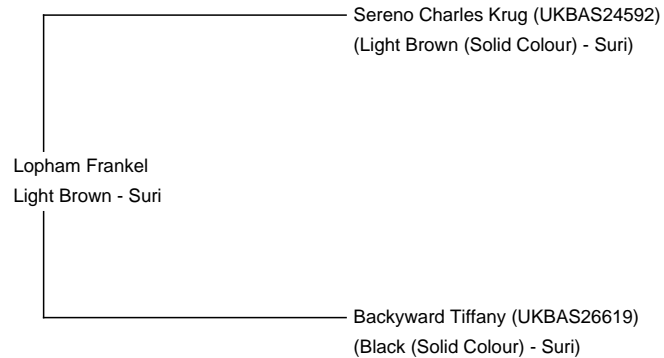 Sereno Charles Krug (UKBAS24592)
(Light Brown (Solid Colour) - Suri)
Lopham Frankel
Light Brown - Suri
Backyward Tiffany (UKBAS26619)
(Black (Solid Colour) - Suri)